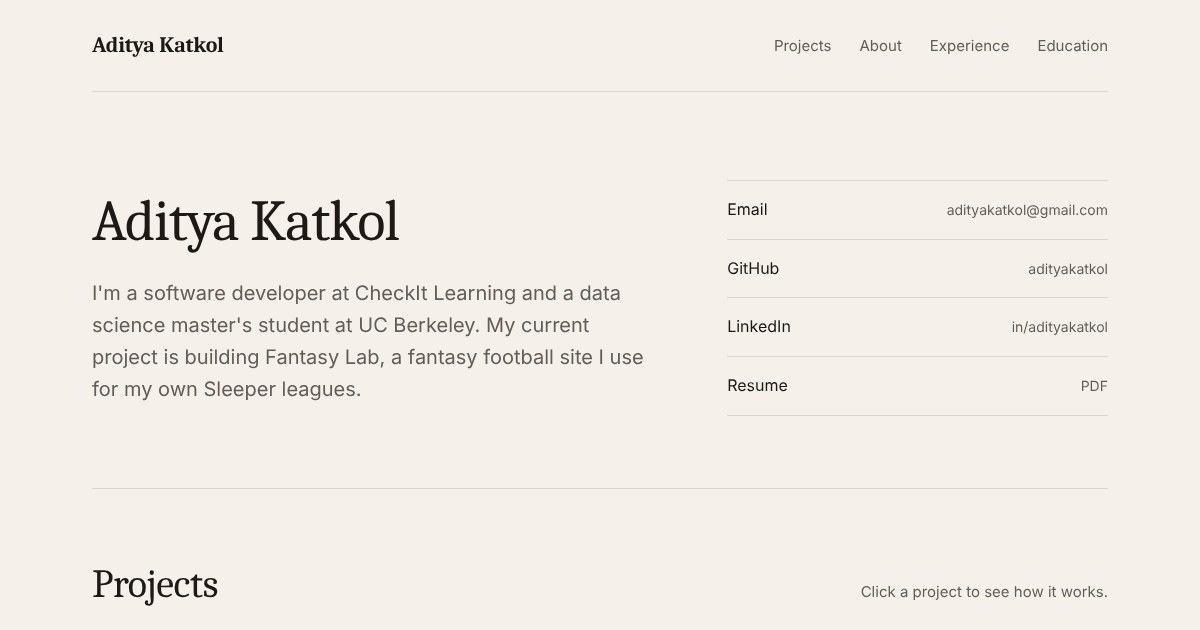 Aditya Katkol
Projects About Experience Education
Aditya Katkol
I'm a software developer at CheckIt Learning and a data
science master's student at UC Berkeley. My current
project is building Fantasy Lab, a fantasy football site I use
for my own Sleeper leagues.
Email adityakatkol@gmail.com
GitHub adityakatkol
LinkedIn in/adityakatkol
Resume PDF
Projects
Click a project to see how it works.